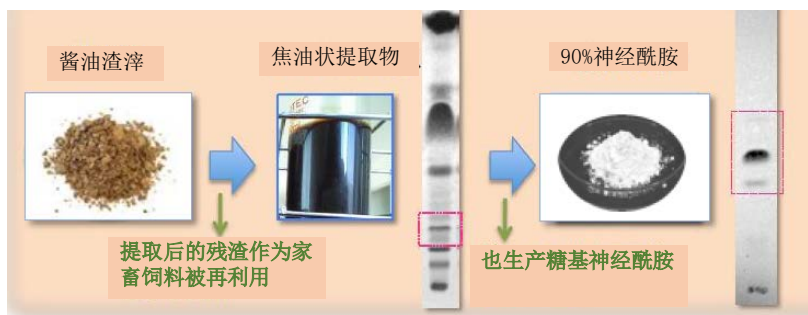 酱油渣滓
焦油状提取物
90%神经酰胺
提取后的残渣作为家
畜饲料被再利用
也生产糖基神经酰胺